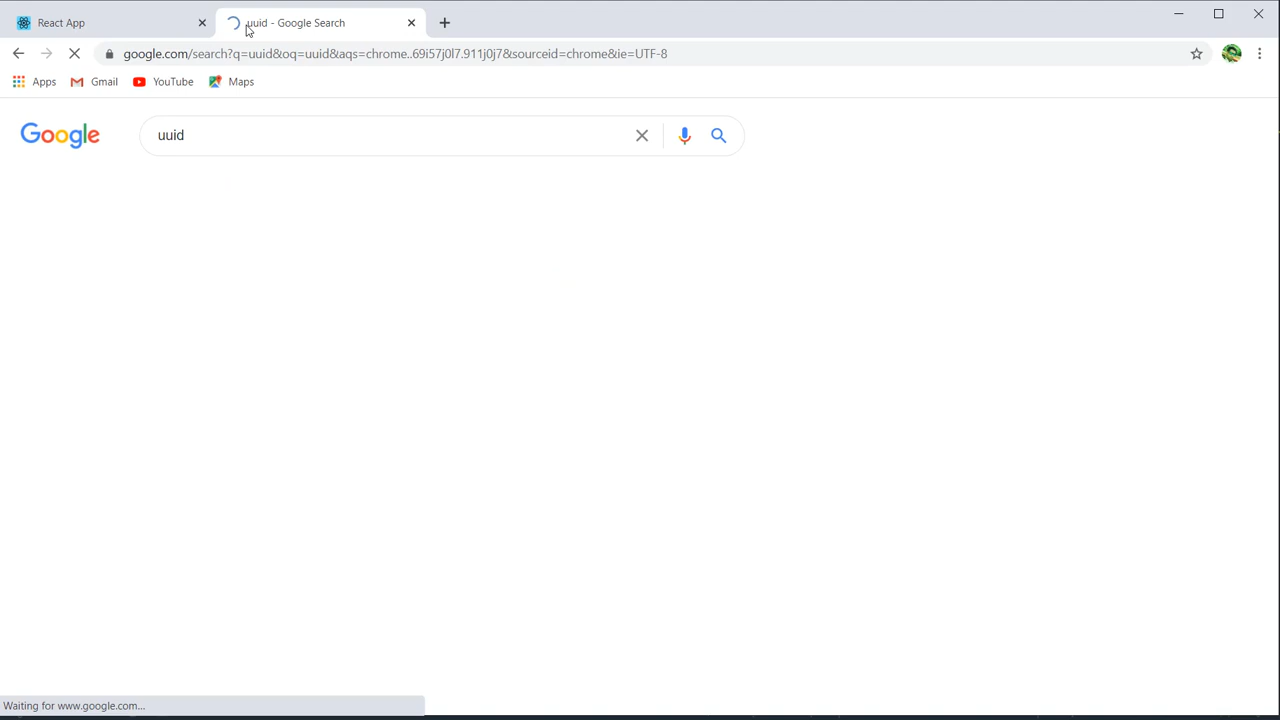 React App
uuid - Google Search
google.com/search?q=uuid&oq=uuid&aqs=chrome..69i57j0l7.911j0j7&sourceid=chrome&ie=UTF-8
Apps Gmail YouTube Maps
Google uuid
Waiting for www.google.com...